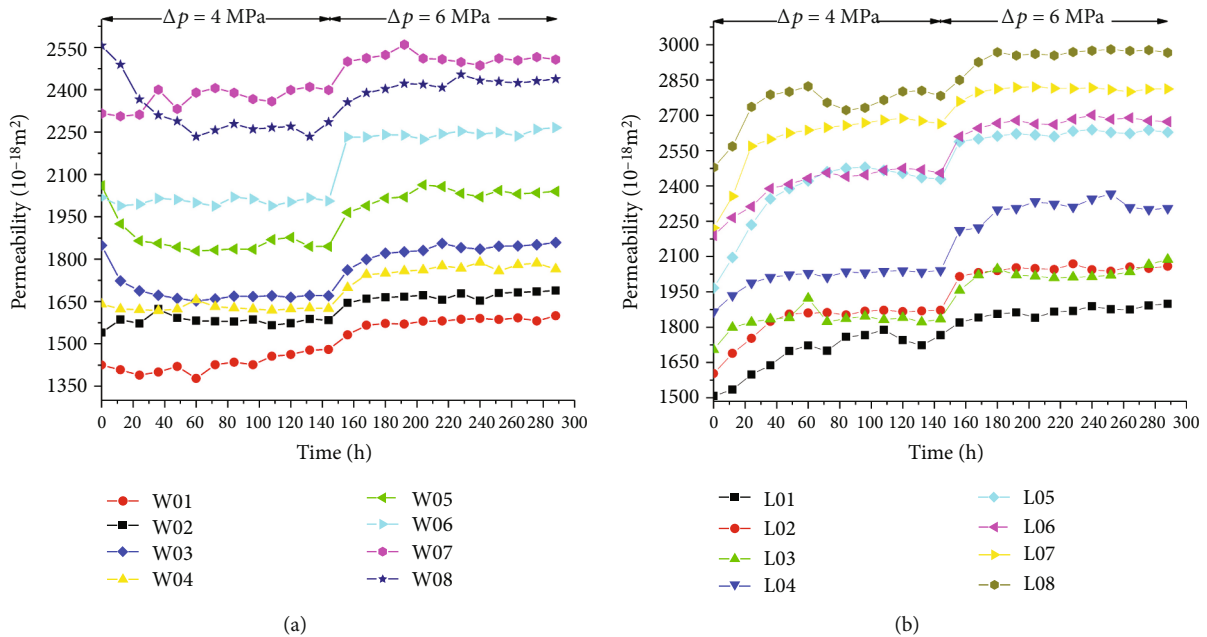 Δp = 4 MPa
Δp = 6 MPa
2550
2400
2250
2100
1950
1800
1650
1500
1350
Permeability (10⁻¹⁸m²)
0 20 40 60 80 100 120 140 160 180 200 220 240 260 280 300
Time (h)
W01
W02
W03
W04
W05
W06
W07
W08
(a)
Δp = 4 MPa
Δp = 6 MPa
3000
2850
2700
2550
2400
2250
2100
1950
1800
1650
1500
Permeability (10⁻¹⁸m²)
0 20 40 60 80 100 120 140 160 180 200 220 240 260 280 300
Time (h)
L01
L02
L03
L04
L05
L06
L07
L08
(b)